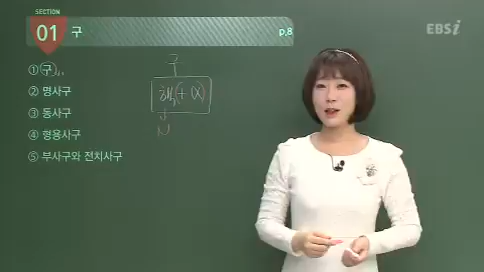 SECTION
01 구
p.8
EBSi
① 구
② 명사구
③ 동사구
④ 형용사구
⑤ 부사구와 전치사구
구
핵(+α)
N